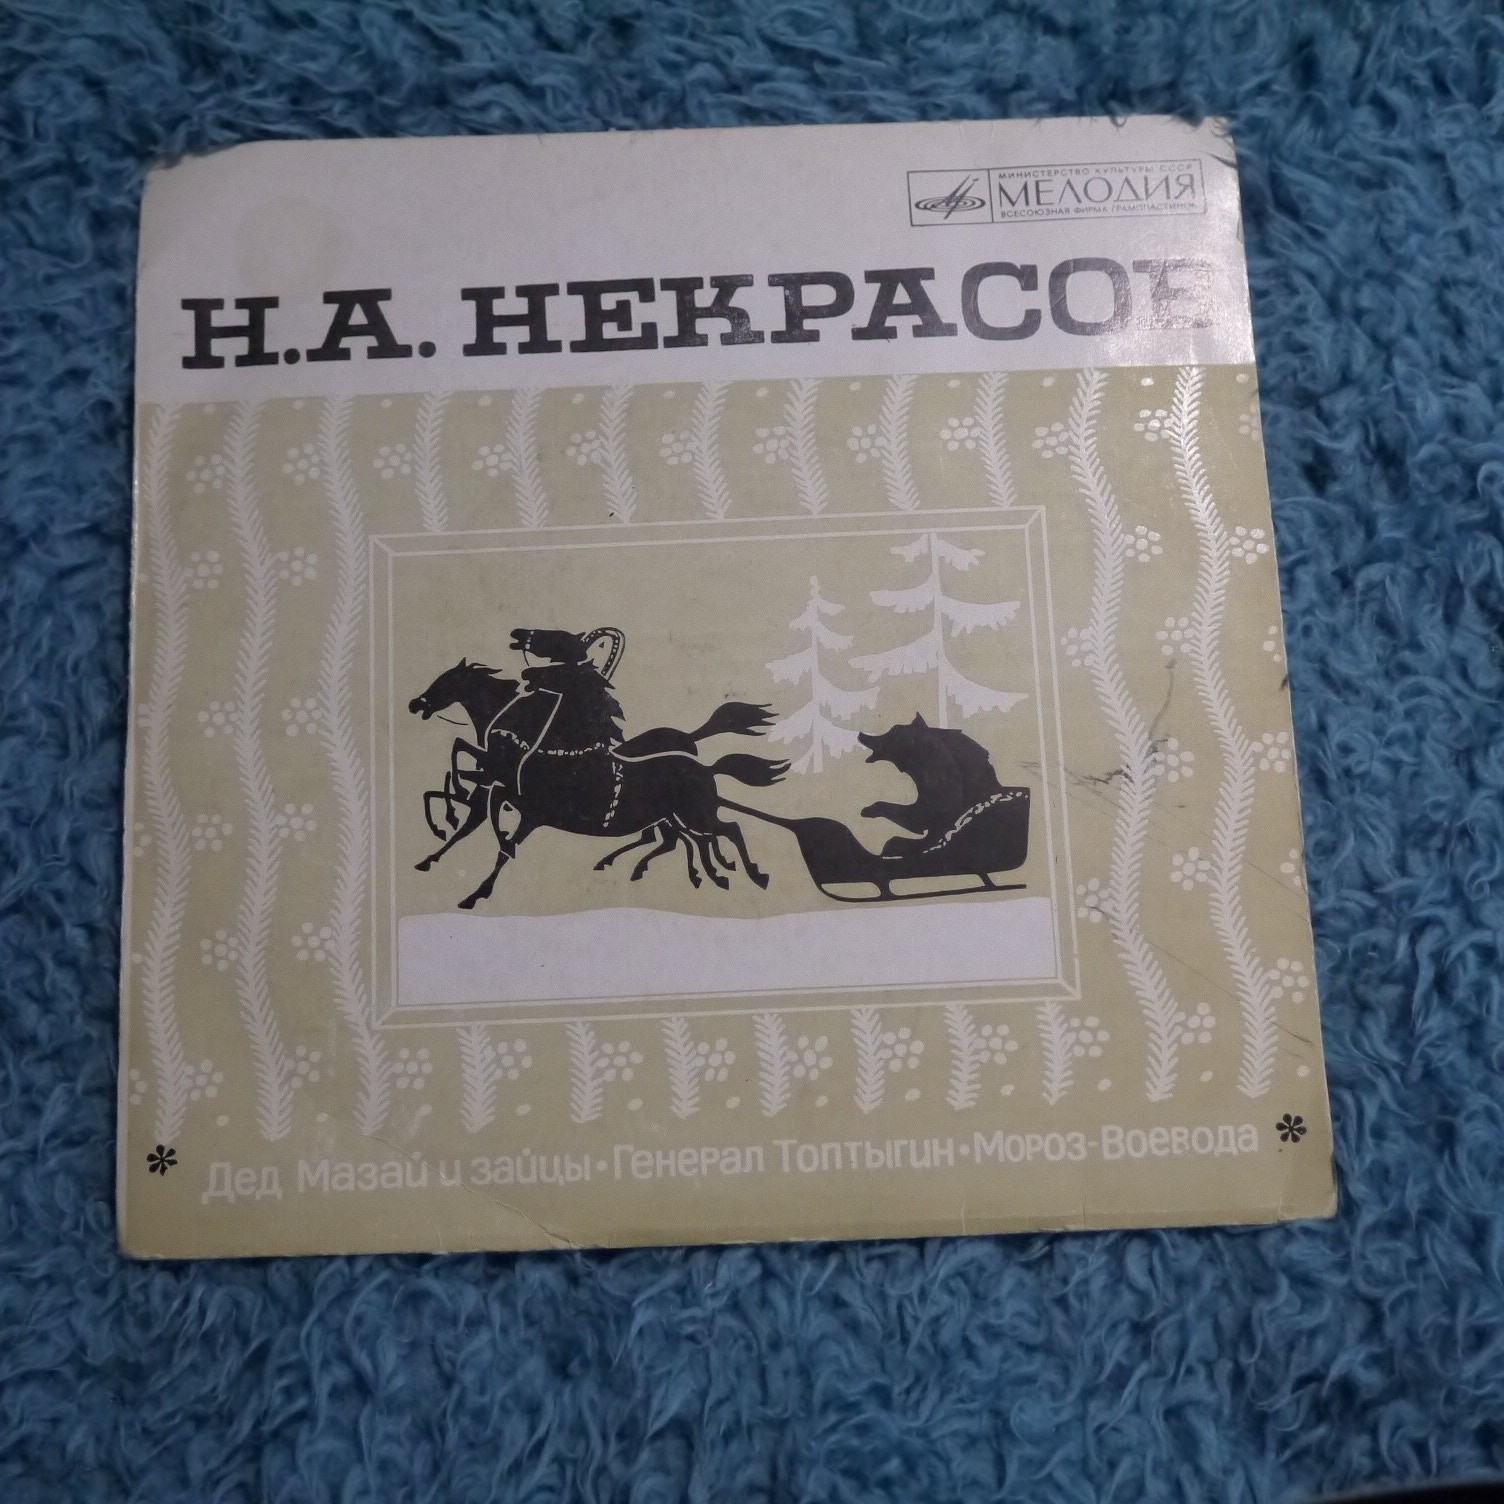 МИНИСТЕРСТВО КУЛЬТУРЫ СССР
МЕЛОДИЯ
ВСЕСОЮЗНАЯ ФИРМА ГРАМПЛАСТИНОК
Н.А. НЕКРАСОВ
* Дед Мазай и зайцы • Генерал Топтыгин • Мороз-Воевода *